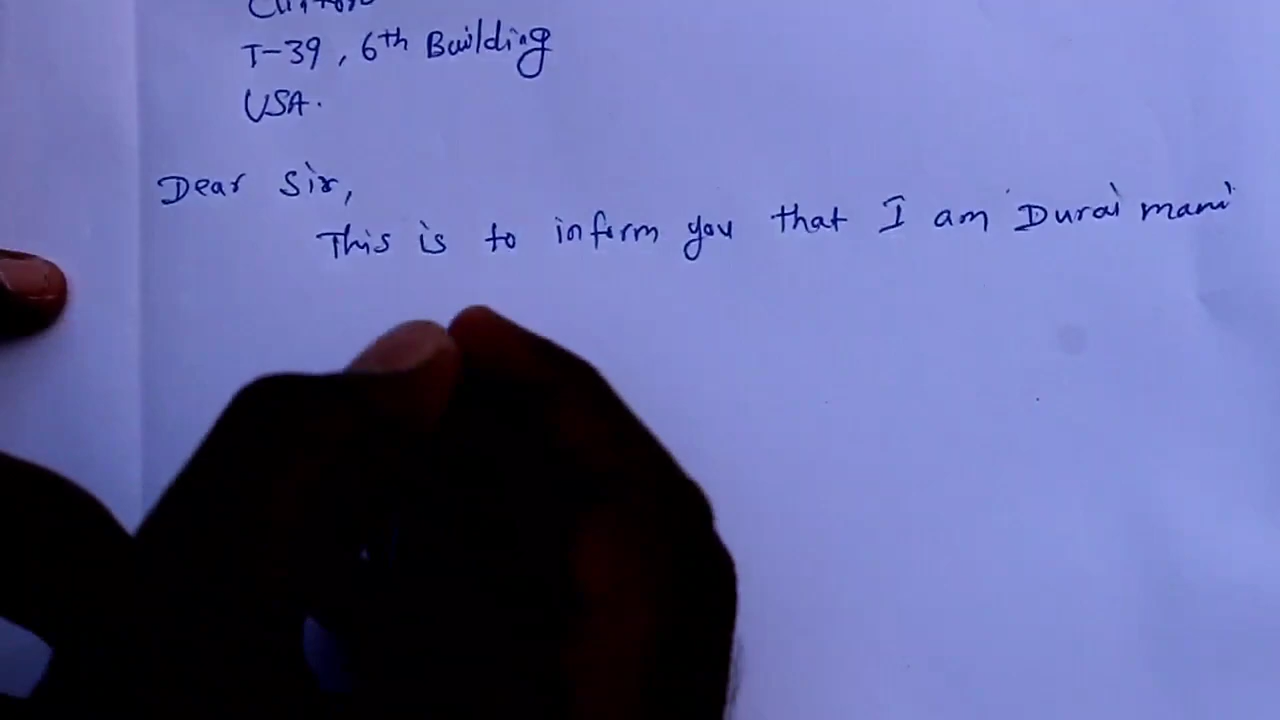 T-39, 6th Building
USA.
Dear Sir,
This is to inform you that I am Durai mani